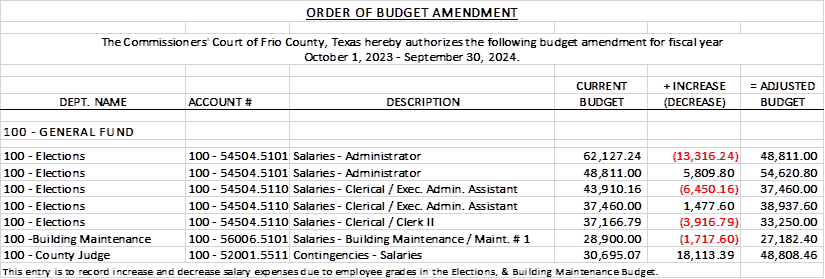 ORDER OF BUDGET AMENDMENT
The Commissioners' Court of Frio County, Texas hereby authorizes the following budget amendment for fiscal year
October 1, 2023 - September 30, 2024.
CURRENT + INCREASE = ADJUSTED
DEPT. NAME ACCOUNT # DESCRIPTION BUDGET (DECREASE) BUDGET
100 - GENERAL FUND
100 - Elections 100 - 54504.5101 Salaries - Administrator 62,127.24 (13,316.24) 48,811.00
100 - Elections 100 - 54504.5101 Salaries - Administrator 48,811.00 5,809.80 54,620.80
100 - Elections 100 - 54504.5110 Salaries - Clerical / Exec. Admin. Assistant 43,910.16 (6,450.16) 37,460.00
100 - Elections 100 - 54504.5110 Salaries - Clerical / Exec. Admin. Assistant 37,460.00 1,477.60 38,937.60
100 - Elections 100 - 54504.5110 Salaries - Clerical / Clerk II 37,166.79 (3,916.79) 33,250.00
100 -Building Maintenance 100 - 56006.5101 Salaries - Building Maintenance / Maint. # 1 28,900.00 (1,717.60) 27,182.40
100 - County Judge 100 - 52001.5511 Contingencies - Salaries 30,695.07 18,113.39 48,808.46
This entry is to record increase and decrease salary expenses due to employee grades in the Elections, & Building Maintenance Budget.